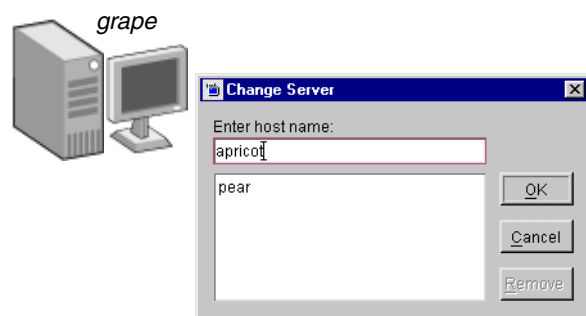 grape
Change Server
Enter host name:
apricot
pear
OK
Cancel
Remove